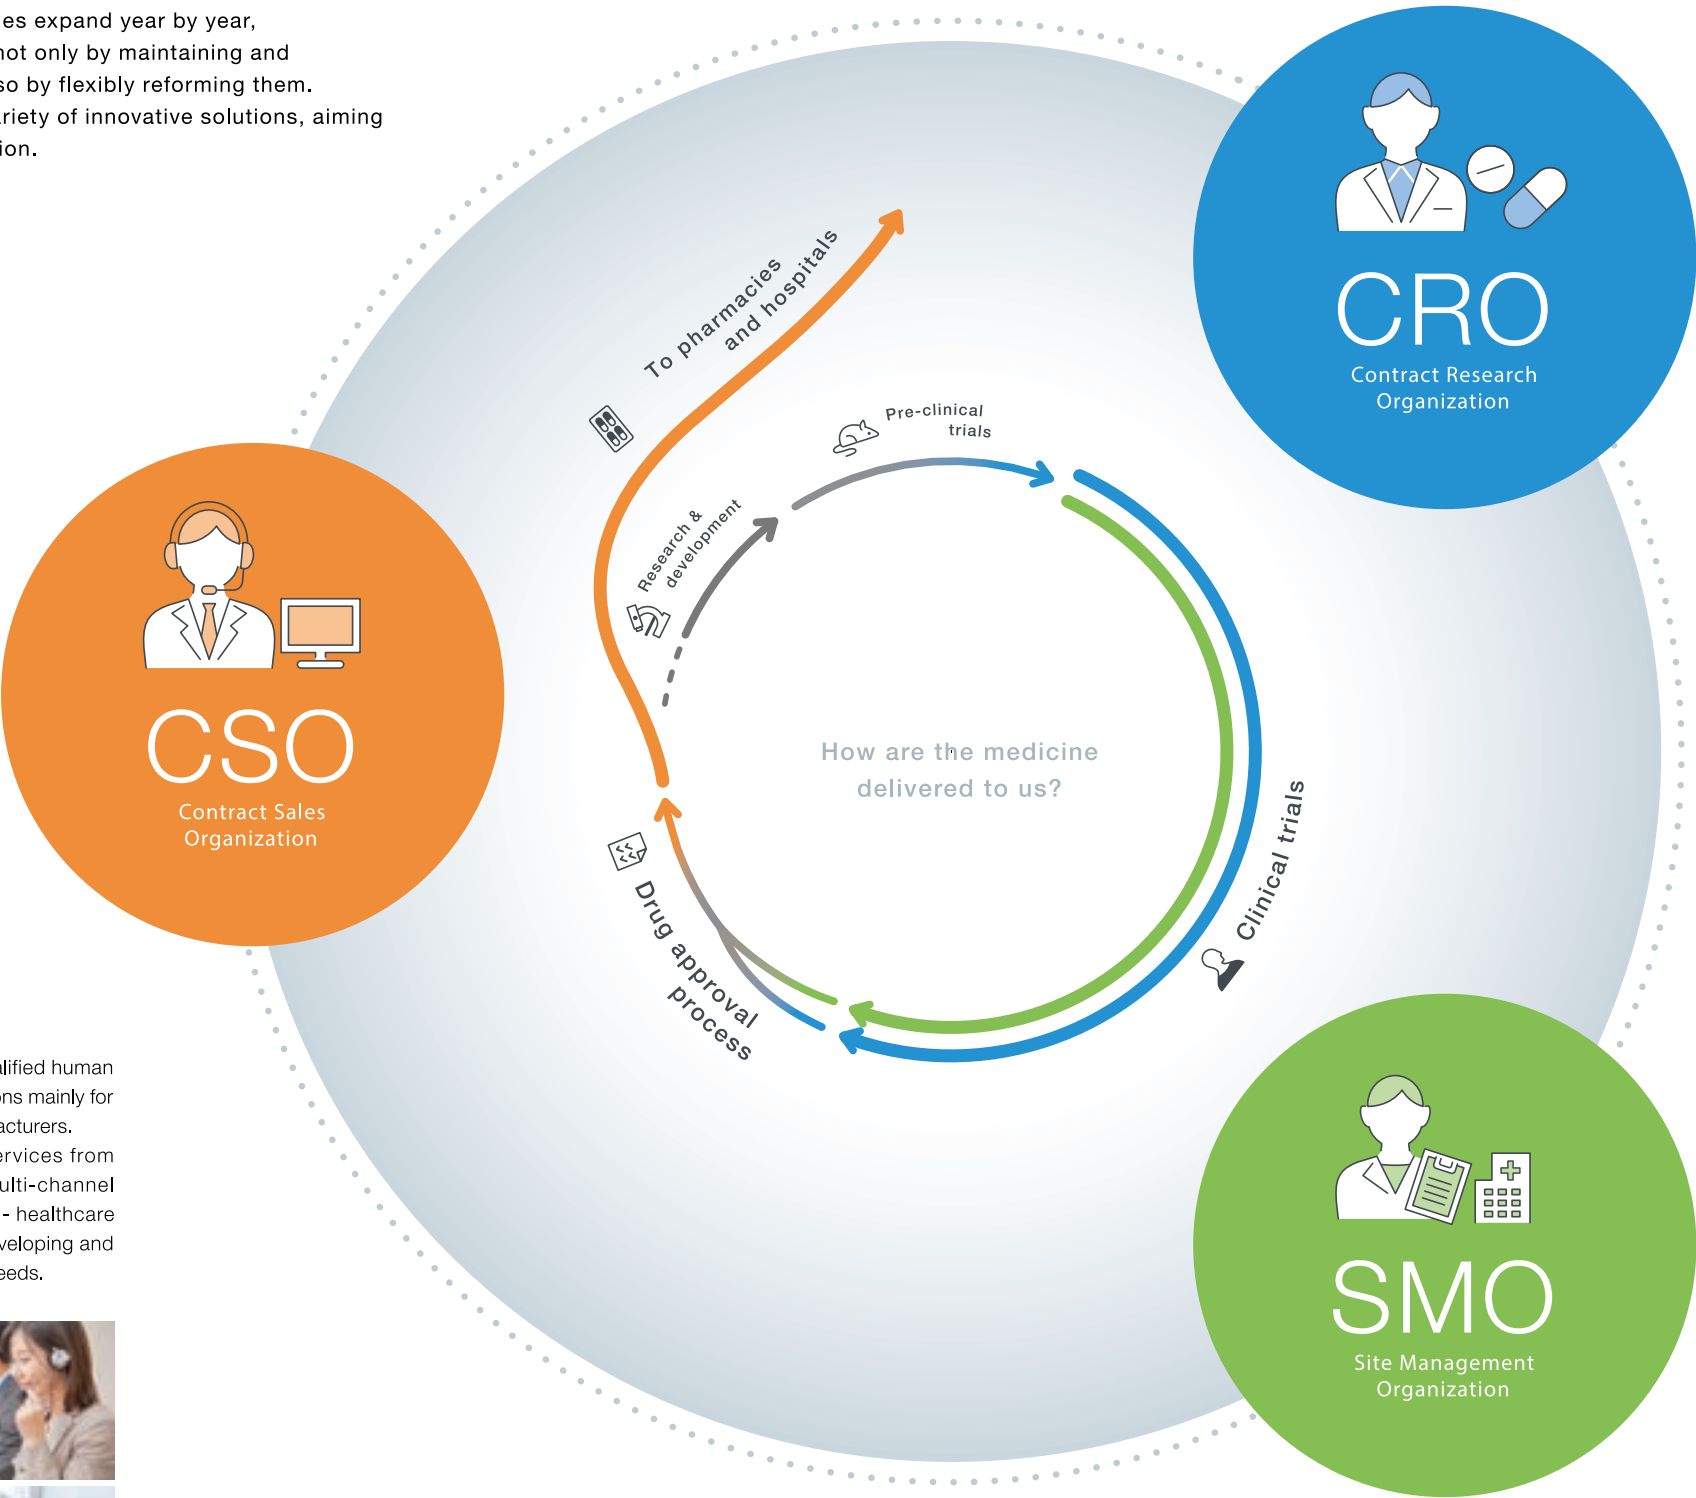 es expand year by year,
not only by maintaining and
so by flexibly reforming them.
ariety of innovative solutions, aiming
ion.
CRO
Contract Research
Organization
To pharmacies
and hospitals
Pre-clinical
trials
Research &
development
CSO
Contract Sales
Organization
How are the medicine
delivered to us?
Clinical trials
Drug approval
process
alified human
ons mainly for
acturers.
ervices from
ulti-channel
- healthcare
veloping and
eeds.
SMO
Site Management
Organization